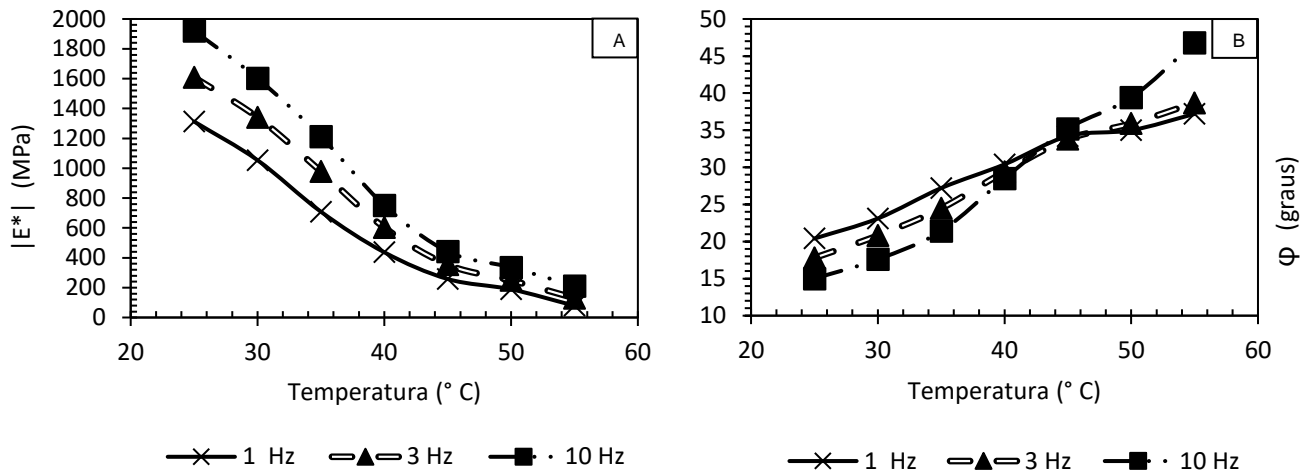 A
2000
1800
1600
1400
1200
1000
800
600
400
200
0
|E*| (MPa)
20 30 40 50 60
Temperatura (° C)
1 Hz 3 Hz 10 Hz
B
50
45
40
35
30
25
20
15
10
Φ (graus)
20 30 40 50 60
Temperatura (° C)
1 Hz 3 Hz 10 Hz